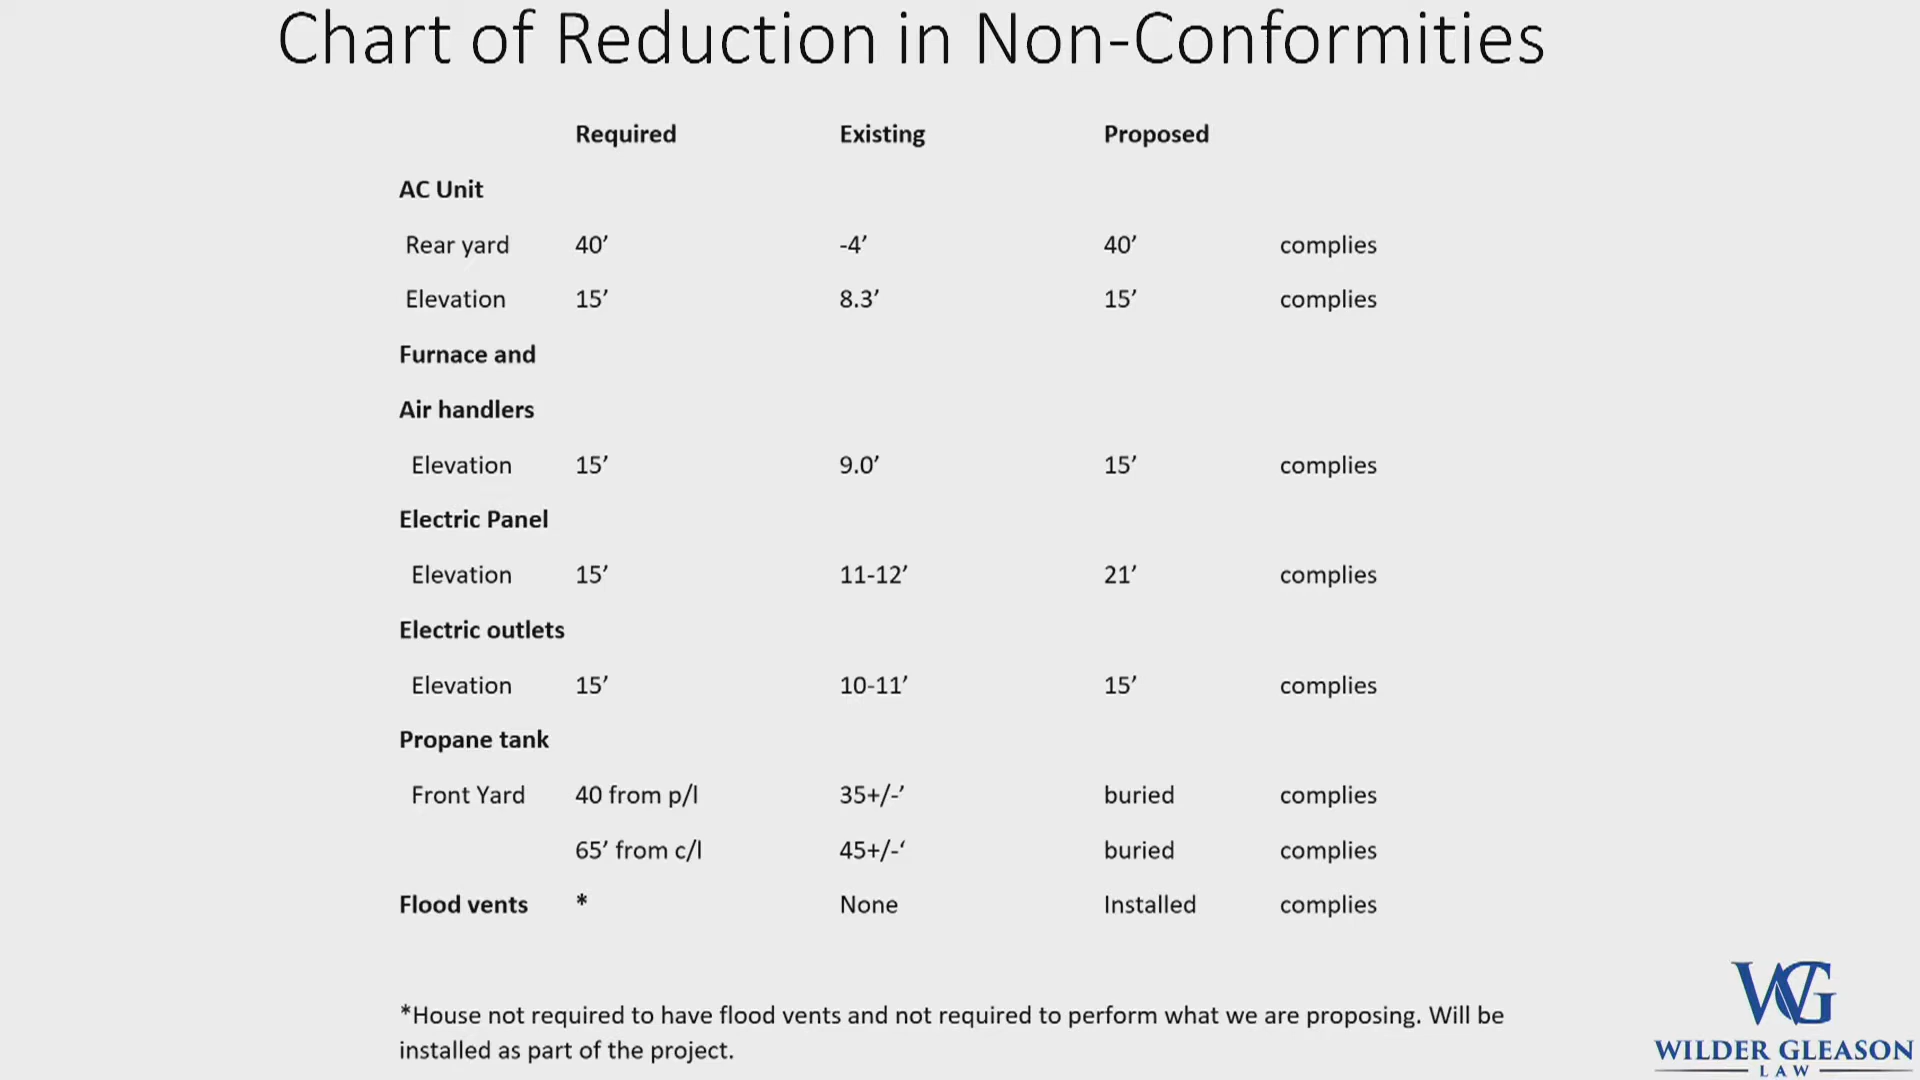 Chart of Reduction in Non-Conformities
Required Existing Proposed
AC Unit
Rear yard 40’ -4’ 40’ complies
Elevation 15’ 8.3’ 15’ complies
Furnace and
Air handlers
Elevation 15’ 9.0’ 15’ complies
Electric Panel
Elevation 15’ 11-12’ 21’ complies
Electric outlets
Elevation 15’ 10-11’ 15’ complies
Propane tank
Front Yard 40 from p/l 35+/-’ buried complies
65’ from c/l 45+/-‘ buried complies
Flood vents * None Installed complies
*House not required to have flood vents and not required to perform what we are proposing. Will be
installed as part of the project.
WG
WILDER GLEASON
LAW